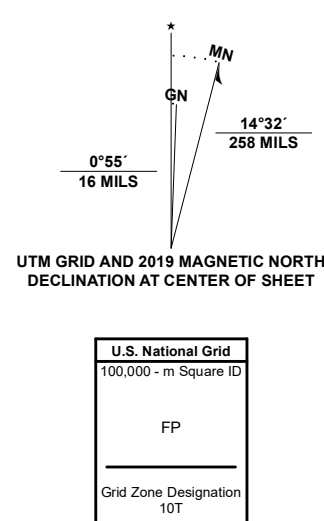 ★
MN
GN
14°32´
258 MILS
0°55´
16 MILS
UTM GRID AND 2019 MAGNETIC NORTH
DECLINATION AT CENTER OF SHEET
U.S. National Grid
100,000 - m Square ID
FP
Grid Zone Designation
10T